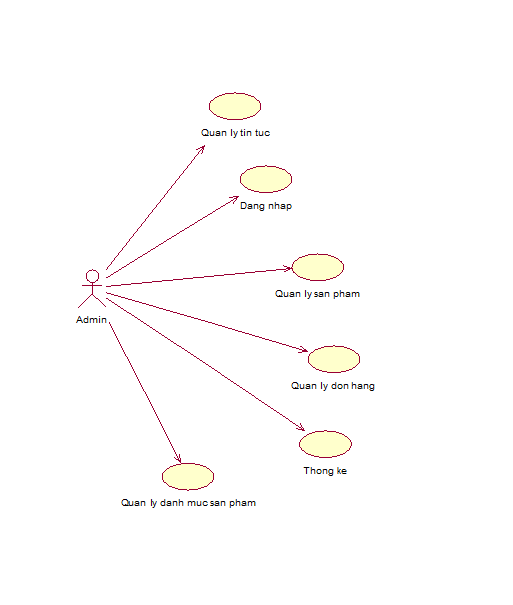 Quan ly tin tuc
Dang nhap
Quan ly san pham
Admin
Quan ly don hang
Thong ke
Quan ly danh muc san pham